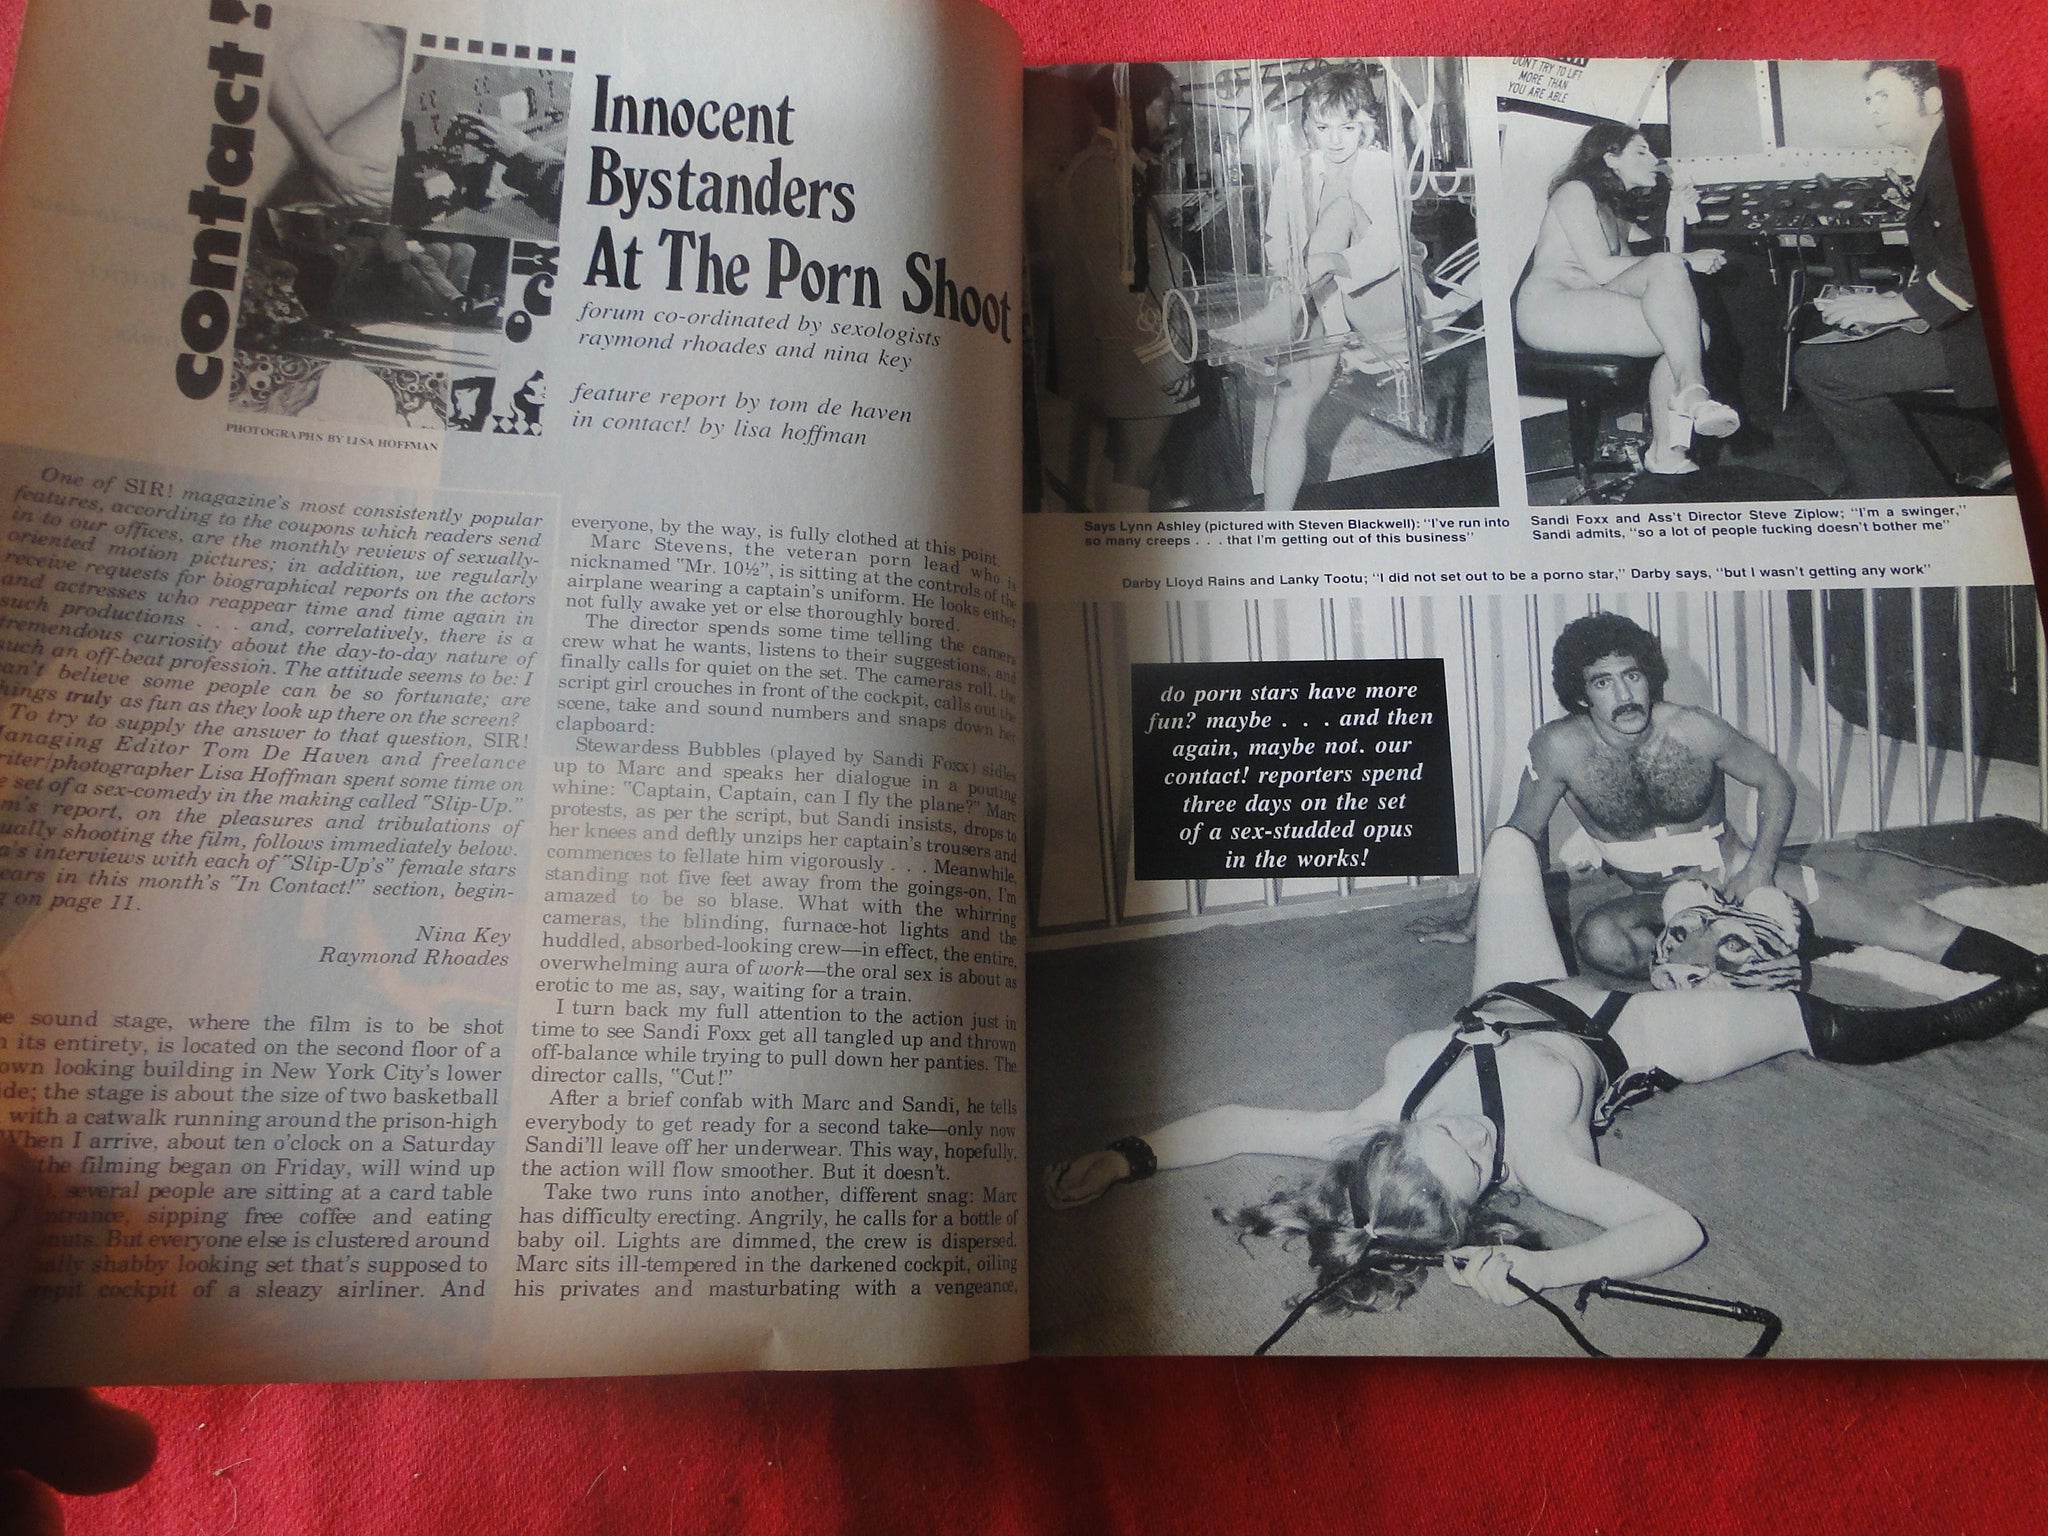 contact!
PHOTOGRAPHS BY LISA HOFFMAN
Innocent
Bystanders
At The Porn Shoot
forum co-ordinated by sexologists
raymond rhoades and nina key
feature report by tom de haven
in contact! by lisa hoffman
One of SIR! magazine's most consistently popular
features, according to the coupons which readers send
in to our offices, are the monthly reviews of sexually-
oriented motion pictures; in addition, we regularly
receive requests for biographical reports on the actors
and actresses who reappear time and time again in
such productions . . . and, correlatively, there is a
tremendous curiosity about the day-to-day nature of
such an off-beat profession. The attitude seems to be: I
can't believe some people can be so fortunate; are
things truly as fun as they look up there on the screen?
To try to supply the answer to that question, SIR!
Managing Editor Tom De Haven and freelance
writer/photographer Lisa Hoffman spent some time on
set of a sex-comedy in the making called "Slip-Up."
report, on the pleasures and tribulations of
shooting the film, follows immediately below.
interviews with each of "Slip-Up's" female stars
in this month's "In Contact!" section, begin-
on page 11.
Nina Key
Raymond Rhoades
sound stage, where the film is to be shot
its entirety, is located on the second floor of a
looking building in New York City's lower
the stage is about the size of two basketball
with a catwalk running around the prison-high
When I arrive, about ten o'clock on a Saturday
the filming began on Friday, will wind up
several people are sitting at a card table
entrance, sipping free coffee and eating
But everyone else is clustered around
shabby looking set that's supposed to
cockpit of a sleazy airliner. And
everyone, by the way, is fully clothed at this point.
Marc Stevens, the veteran porn lead who is
nicknamed "Mr. 10½", is sitting at the controls of the
airplane wearing a captain's uniform. He looks either
not fully awake yet or else thoroughly bored.
The director spends some time telling the camera
crew what he wants, listens to their suggestions, and
finally calls for quiet on the set. The cameras roll, the
script girl crouches in front of the cockpit, calls out the
scene, take and sound numbers and snaps down her
clapboard:
Stewardess Bubbles (played by Sandi Foxx) sidles
up to Marc and speaks her dialogue in a pouting
whine: "Captain, Captain, can I fly the plane?" Marc
protests, as per the script, but Sandi insists, drops to
her knees and deftly unzips her captain's trousers and
commences to fellate him vigorously . . . Meanwhile,
standing not five feet away from the goings-on, I'm
amazed to be so blase. What with the whirring
cameras, the blinding, furnace-hot lights and the
huddled, absorbed-looking crew—in effect, the entire,
overwhelming aura of work—the oral sex is about as
erotic to me as, say, waiting for a train.
I turn back my full attention to the action just in
time to see Sandi Foxx get all tangled up and thrown
off-balance while trying to pull down her panties. The
director calls, "Cut!"
After a brief confab with Marc and Sandi, he tells
everybody to get ready for a second take—only now
Sandi'll leave off her underwear. This way, hopefully,
the action will flow smoother. But it doesn't.
Take two runs into another, different snag: Marc
has difficulty erecting. Angrily, he calls for a bottle of
baby oil. Lights are dimmed, the crew is dispersed.
Marc sits ill-tempered in the darkened cockpit, oiling
his privates and masturbating with a vengeance,
DON'T TRY TO LIFT
MORE THAN
YOU ARE ABLE
Says Lynn Ashley (pictured with Steven Blackwell): "I've run into
so many creeps . . . that I'm getting out of this business"
Sandi Foxx and Ass't Director Steve Ziplow; "I'm a swinger,"
Sandi admits, "so a lot of people fucking doesn't bother me"
Darby Lloyd Rains and Lanky Tootu; "I did not set out to be a porno star," Darby says, "but I wasn't getting any work"
do porn stars have more
fun? maybe . . . and then
again, maybe not. our
contact! reporters spend
three days on the set
of a sex-studded opus
in the works!